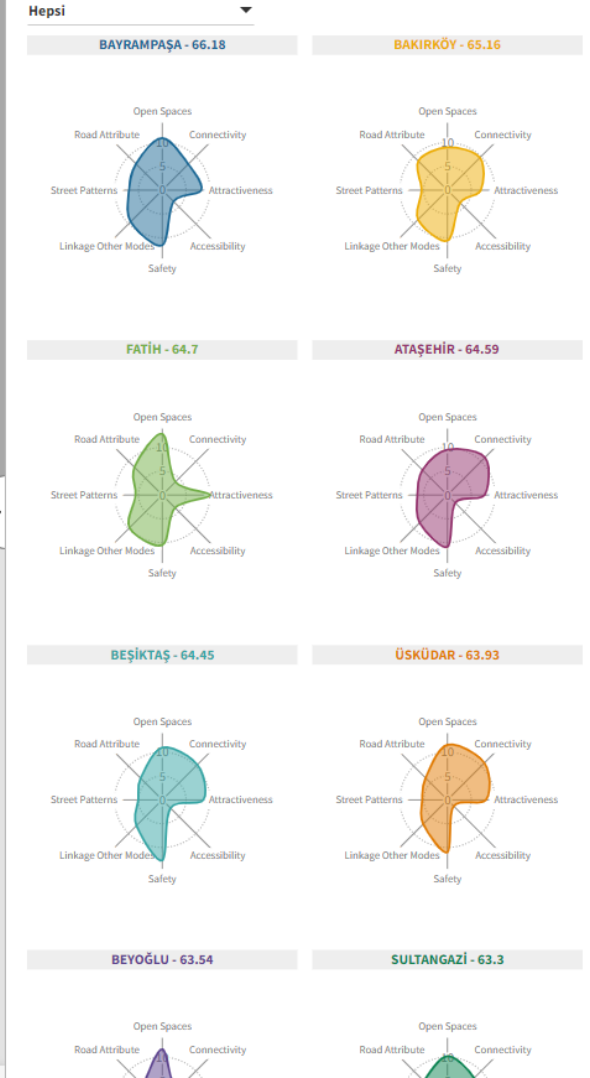 Hepsi
BAYRAMPAŞA - 66.18
BAKIRKÖY - 65.16
Open Spaces
Road Attribute
Connectivity
10
5
0
Street Patterns
Attractiveness
Linkage Other Modes
Accessibility
Safety
Open Spaces
Road Attribute
Connectivity
10
5
0
Street Patterns
Attractiveness
Linkage Other Modes
Accessibility
Safety
FATİH - 64.7
ATAŞEHİR - 64.59
Open Spaces
Road Attribute
Connectivity
10
5
0
Street Patterns
Attractiveness
Linkage Other Modes
Accessibility
Safety
Open Spaces
Road Attribute
Connectivity
10
5
0
Street Patterns
Attractiveness
Linkage Other Modes
Accessibility
Safety
BEŞİKTAŞ - 64.45
ÜSKÜDAR - 63.93
Open Spaces
Road Attribute
Connectivity
10
5
0
Street Patterns
Attractiveness
Linkage Other Modes
Accessibility
Safety
Open Spaces
Road Attribute
Connectivity
10
5
0
Street Patterns
Attractiveness
Linkage Other Modes
Accessibility
Safety
BEYOĞLU - 63.54
SULTANGAZİ - 63.3
Open Spaces
Road Attribute
Connectivity
10
Open Spaces
Road Attribute
Connectivity
10